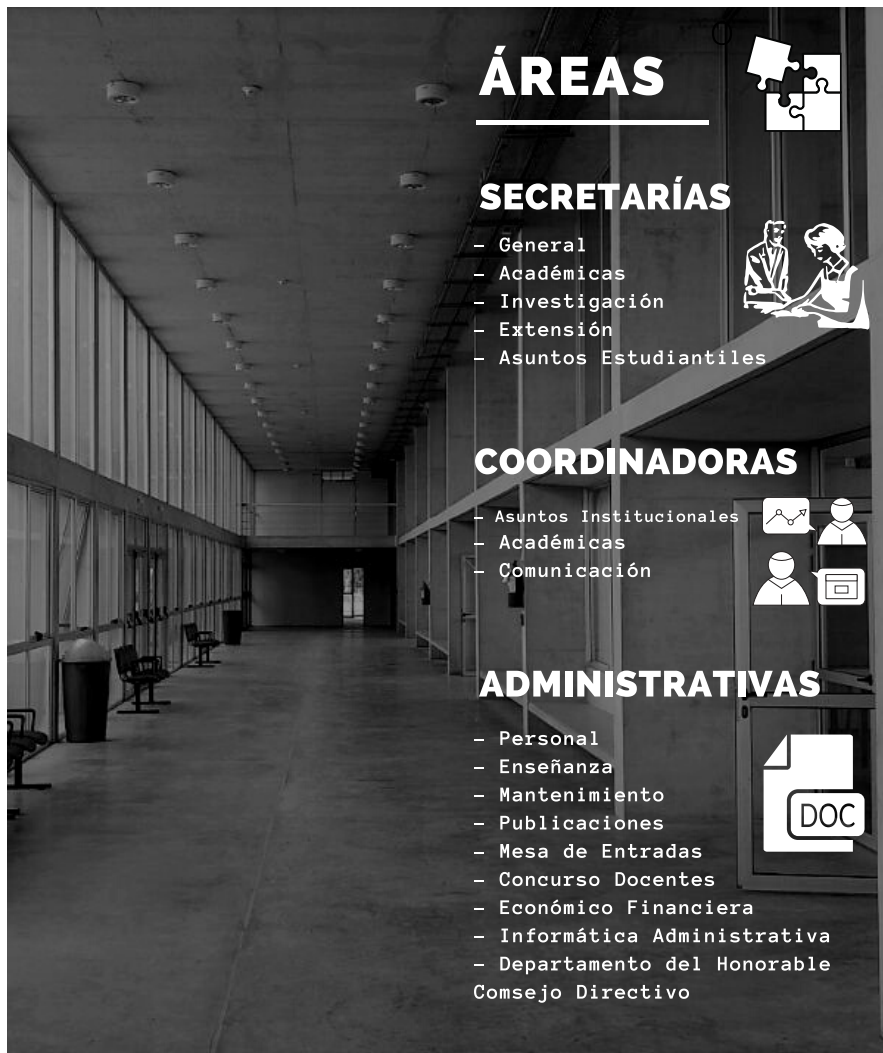 ÁREAS
SECRETARÍAS
- General
- Académicas
- Investigación
- Extensión
- Asuntos Estudiantiles
COORDINADORAS
- Asuntos Institucionales
- Académicas
- Comunicación
ADMINISTRATIVAS
- Personal
- Enseñanza
- Mantenimiento
- Publicaciones
DOC
- Mesa de Entradas
- Concurso Docentes
- Económico Financiera
- Informática Administrativa
- Departamento del Honorable
Comsejo Directivo